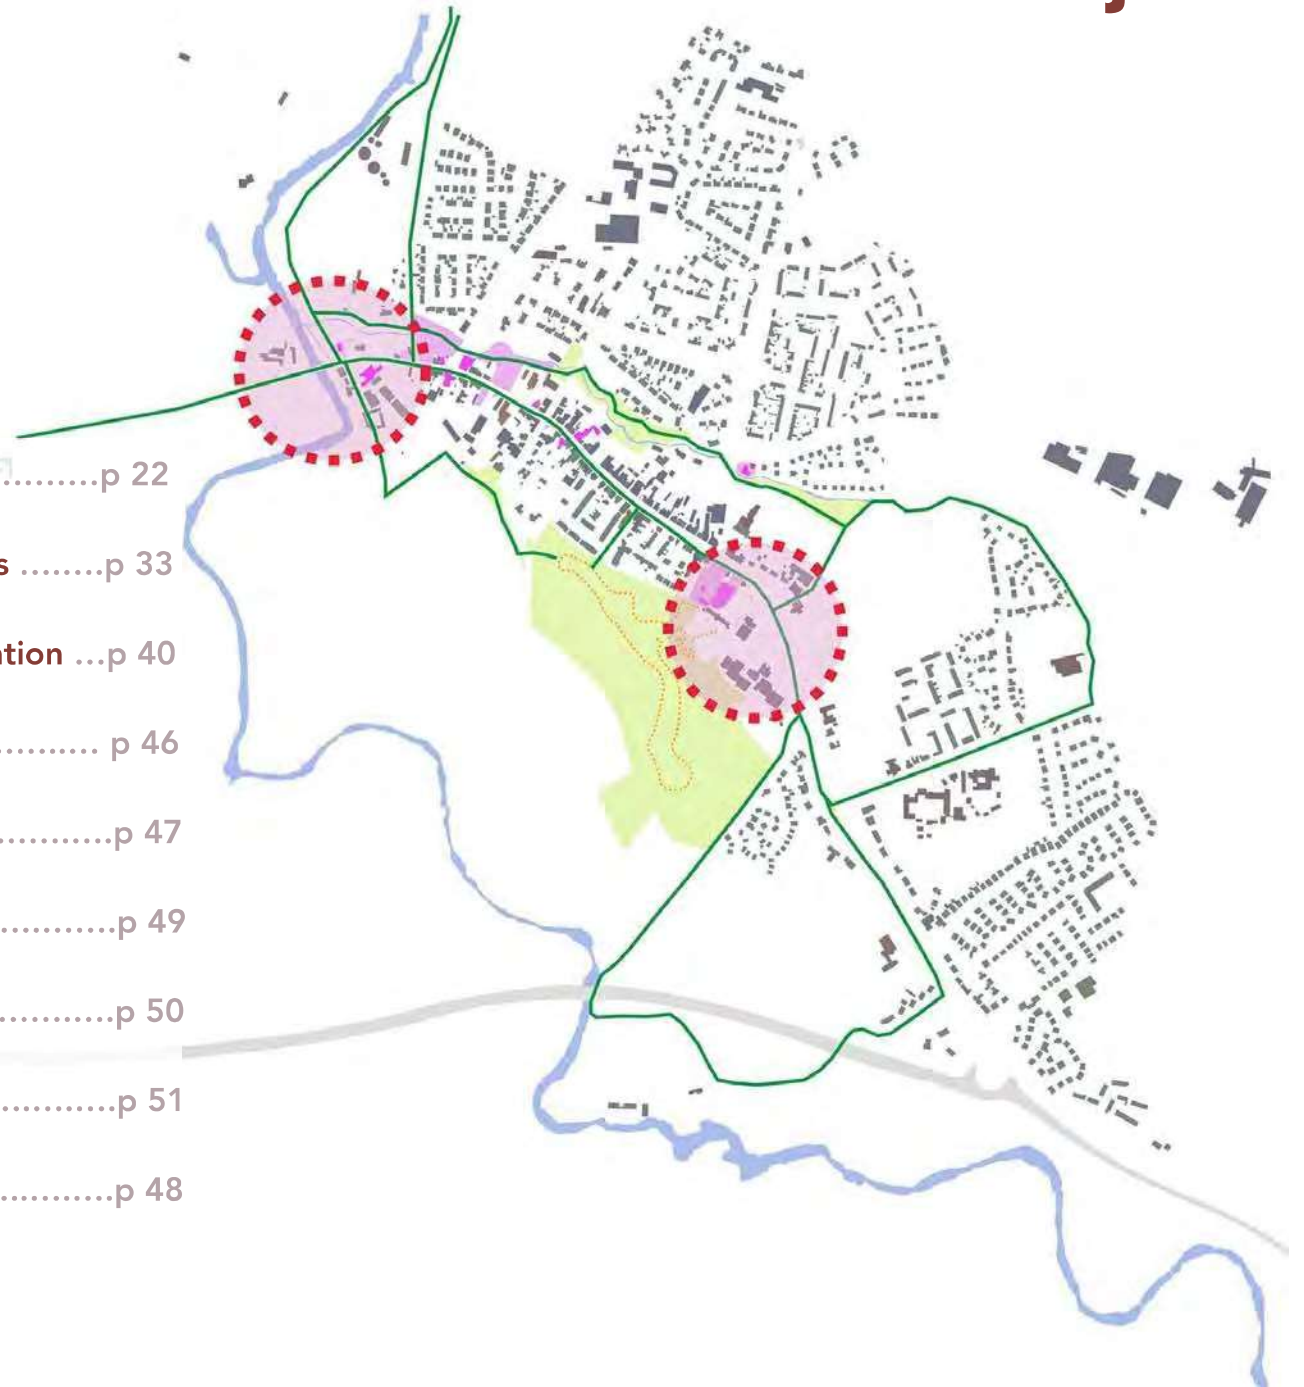 .........p 22
s ........p 33
ation ...p 40
.......... p 46
...........p 47
...........p 49
...........p 50
...........p 51
...........p 48